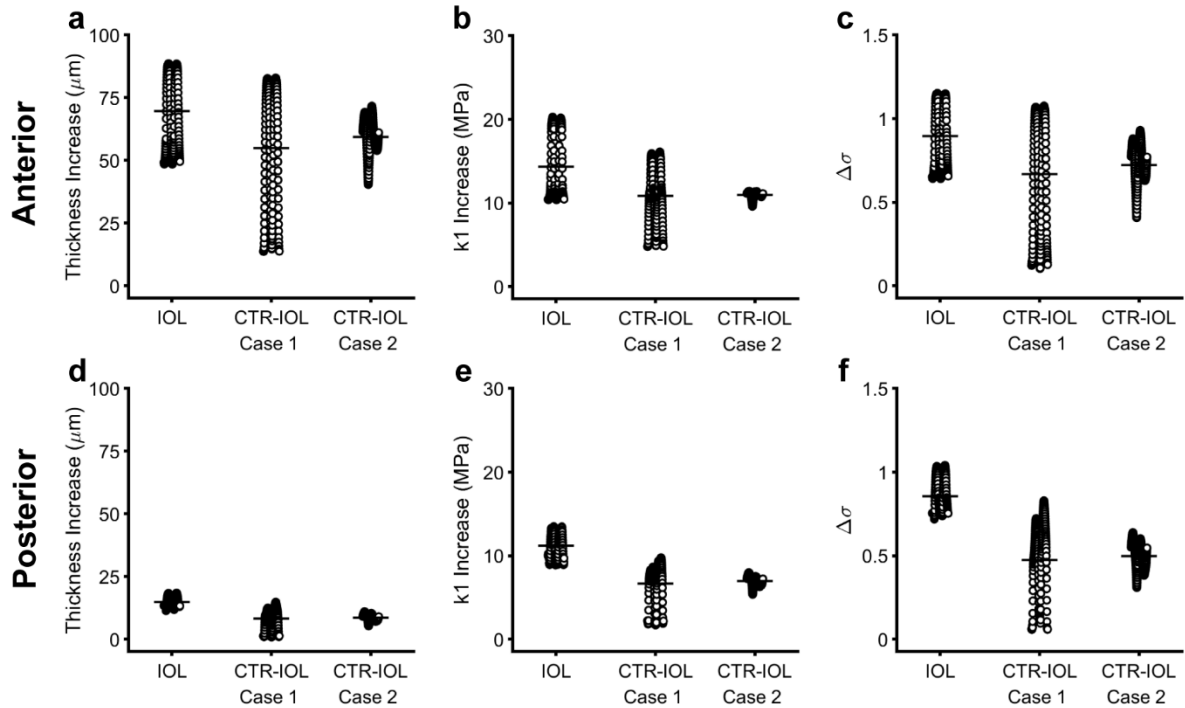 a
b
c
Anterior
Thickness Increase (μm)
100
75
50
25
0
IOL
CTR-IOL
Case 1
CTR-IOL
Case 2
k1 Increase (MPa)
30
20
10
0
IOL
CTR-IOL
Case 1
CTR-IOL
Case 2
Δσ
1.5
1
0.5
0
IOL
CTR-IOL
Case 1
CTR-IOL
Case 2
d
e
f
Posterior
Thickness Increase (μm)
100
75
50
25
0
IOL
CTR-IOL
Case 1
CTR-IOL
Case 2
k1 Increase (MPa)
30
20
10
0
IOL
CTR-IOL
Case 1
CTR-IOL
Case 2
Δσ
1.5
1
0.5
0
IOL
CTR-IOL
Case 1
CTR-IOL
Case 2